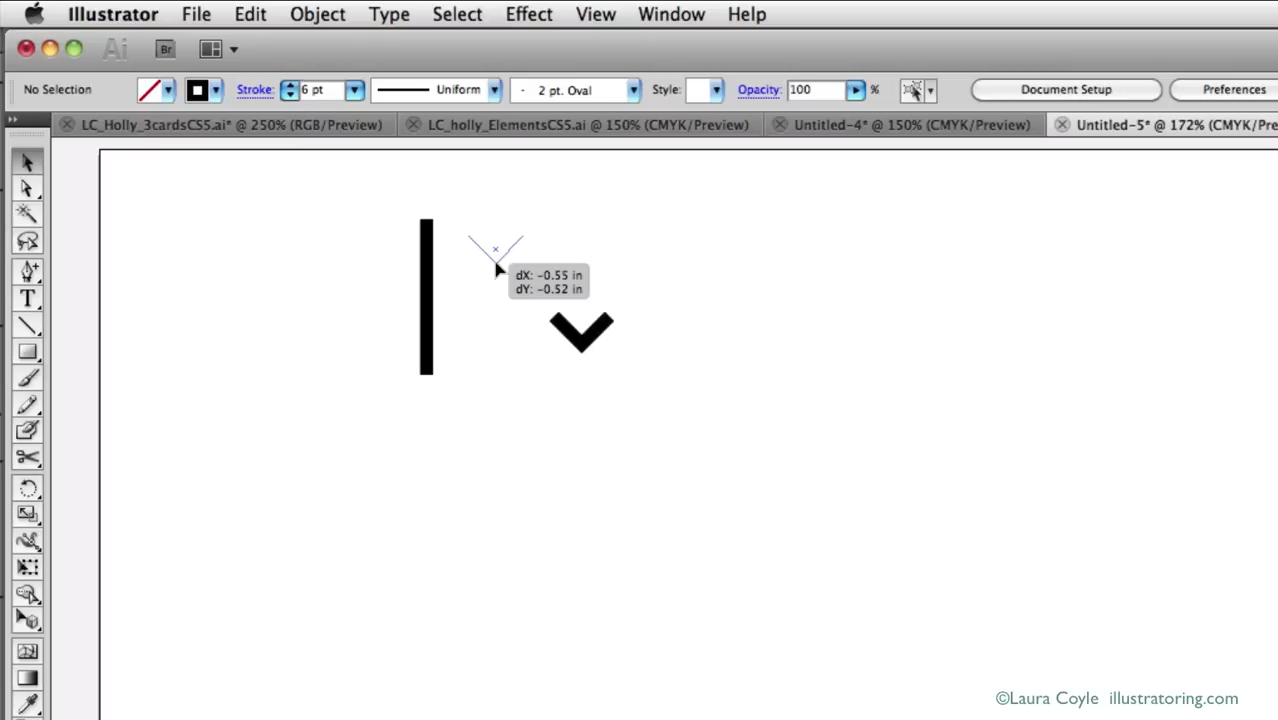 Illustrator File Edit Object Type Select Effect View Window Help
Ai Br
No Selection Stroke: 6 pt Uniform 2 pt. Oval Style: Opacity: 100 % Document Setup Preferences
LC_Holly_3cardsCS5.ai* @ 250% (RGB/Preview) LC_holly_ElementsCS5.ai @ 150% (CMYK/Preview) Untitled-4* @ 150% (CMYK/Preview) Untitled-5* @ 172% (CMYK/Pre
dX: -0.55 in
dY: -0.52 in
T
©Laura Coyle illustratoring.com